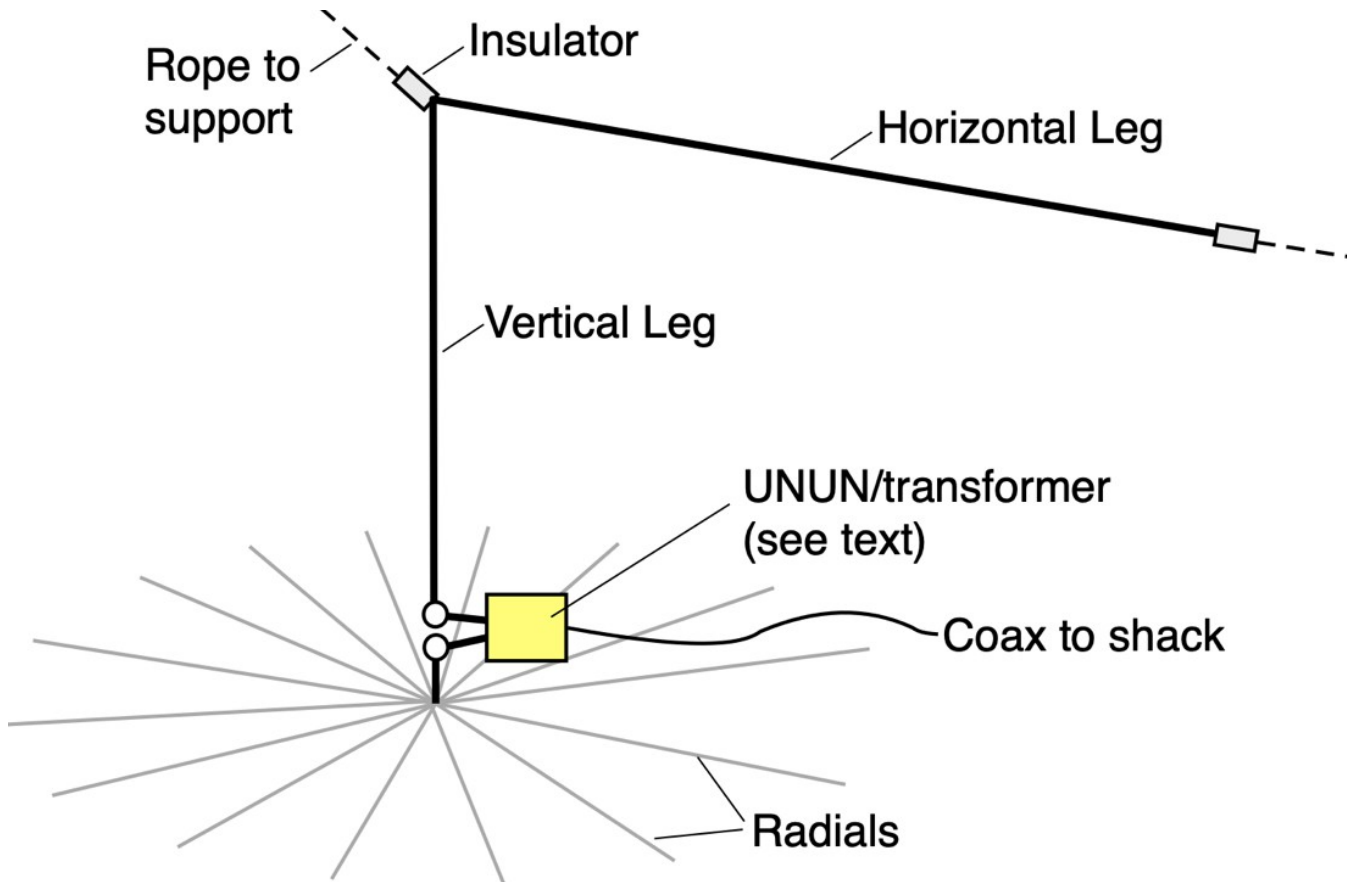 Insulator
Rope to
support
Horizontal Leg
Vertical Leg
UNUN/transformer
(see text)
Coax to shack
Radials